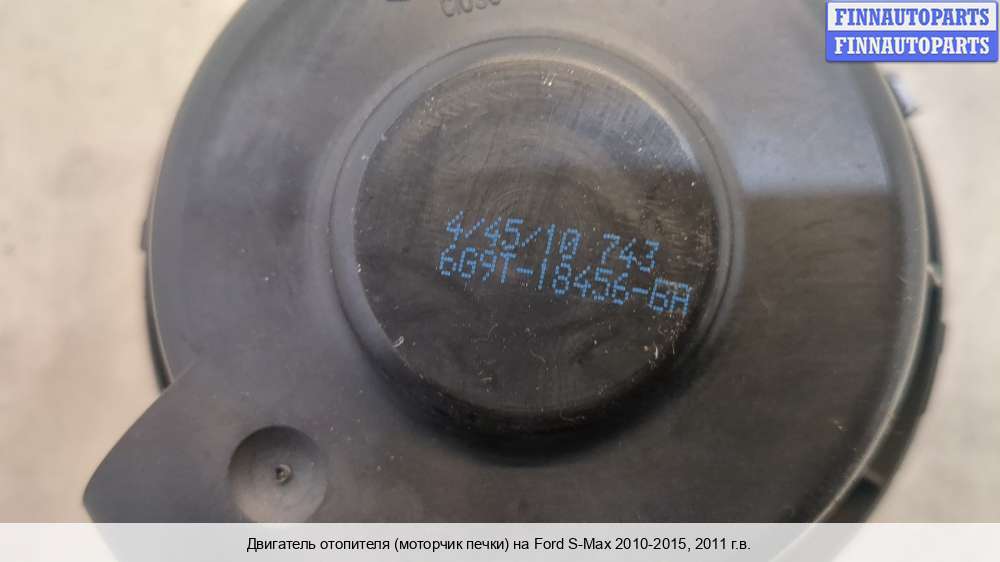 Close
FINNAUTOPARTS
FINNAUTOPARTS
4/45/10 743
6G9T-18456-BA
Двигатель отопителя (моторчик печки) на Ford S-Max 2010-2015, 2011 г.в.